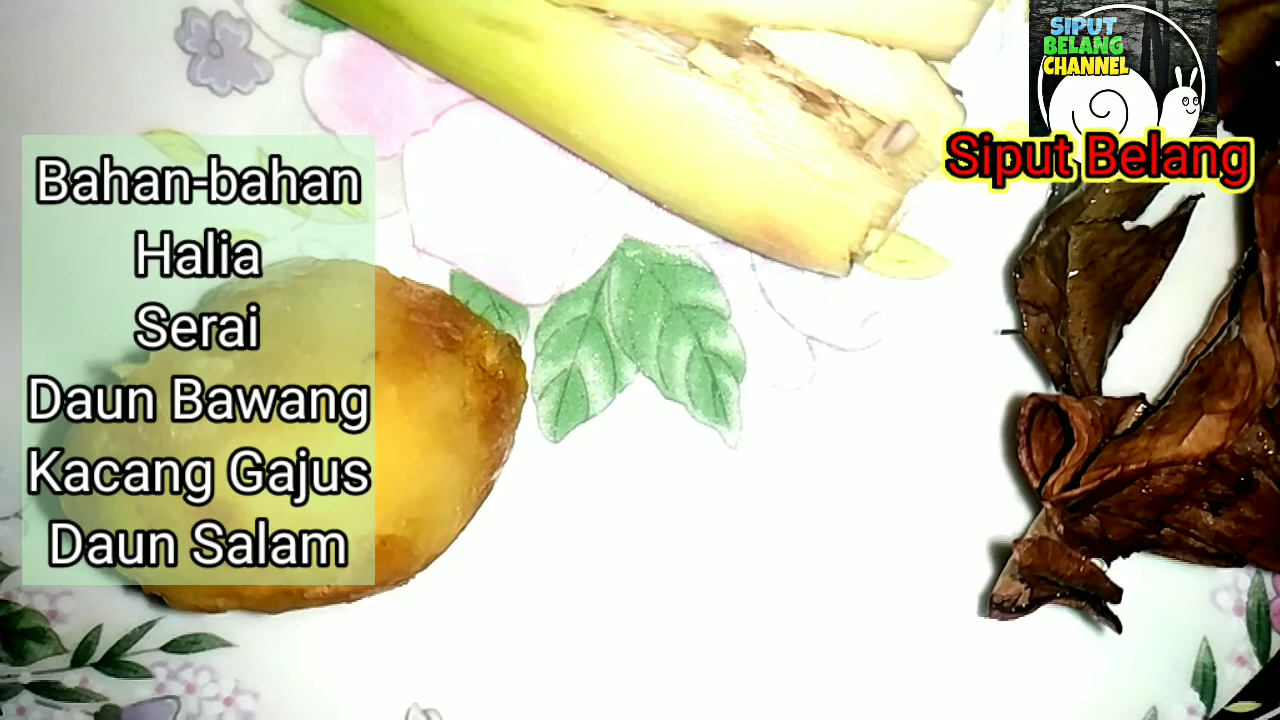 SIPUT
BELANG
CHANNEL
Siput Belang
Bahan-bahan
Halia
Serai
Daun Bawang
Kacang Gajus
Daun Salam